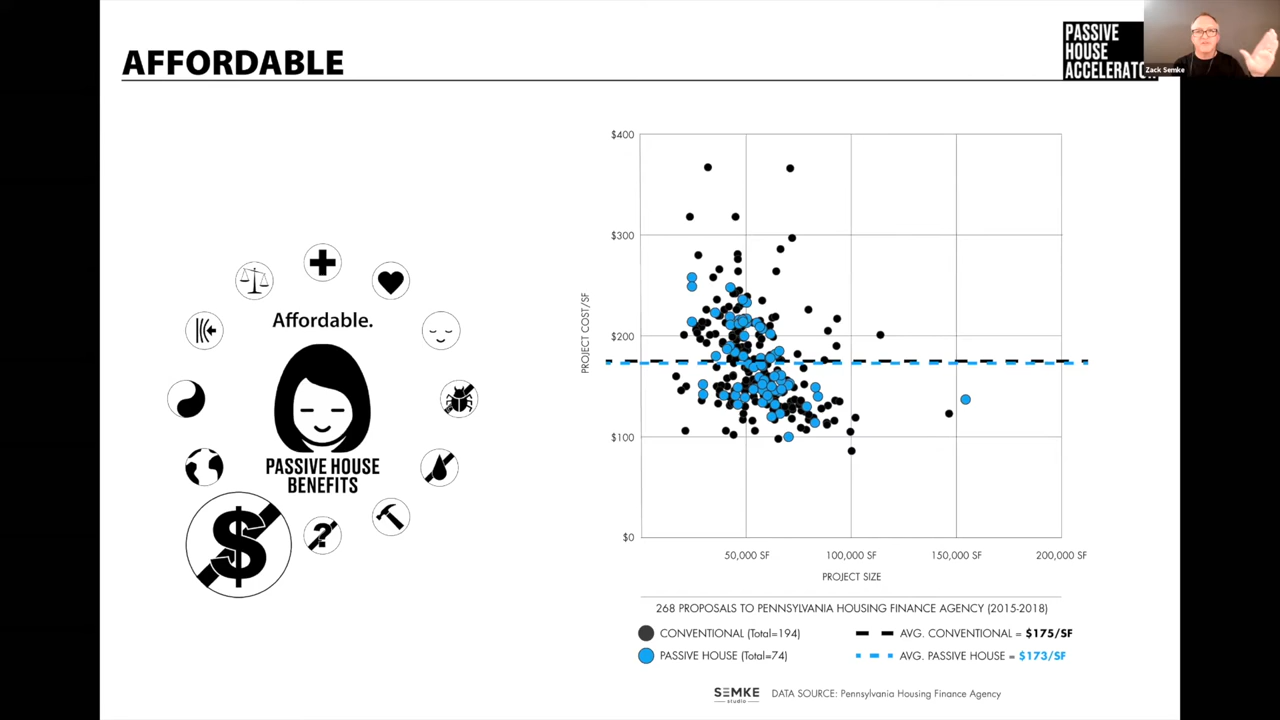 AFFORDABLE
PASSIVE
HOUSE
ACCELERATO
Zack Semke
Affordable.
PASSIVE HOUSE
BENEFITS
$
?
PROJECT COST/SF
$400
$300
$200
$100
$0
50,000 SF
100,000 SF
150,000 SF
200,000 SF
PROJECT SIZE
268 PROPOSALS TO PENNSYLVANIA HOUSING FINANCE AGENCY (2015-2018)
CONVENTIONAL (Total=194)
AVG. CONVENTIONAL = $175/SF
PASSIVE HOUSE (Total=74)
AVG. PASSIVE HOUSE = $173/SF
SEMKE
studio
DATA SOURCE: Pennsylvania Housing Finance Agency